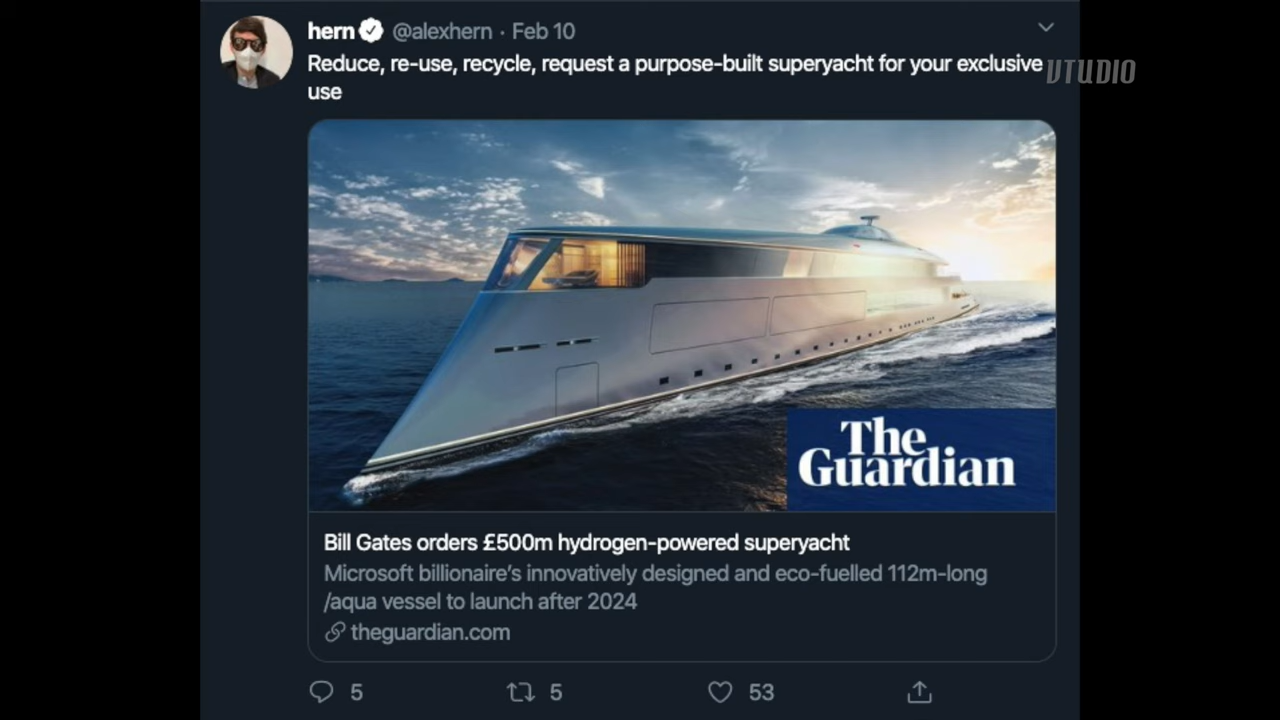 hern @alexhern · Feb 10
Reduce, re-use, recycle, request a purpose-built superyacht for your exclusive
use
VTUDIO
The
Guardian
Bill Gates orders £500m hydrogen-powered superyacht
Microsoft billionaire's innovatively designed and eco-fuelled 112m-long
/aqua vessel to launch after 2024
theguardian.com
5 5 53